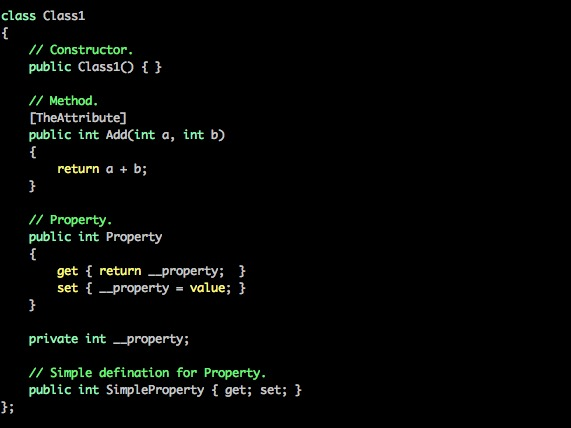 class Class1
{
    // Constructor.
    public Class1() { }

    // Method.
    [TheAttribute]
    public int Add(int a, int b)
    {
        return a + b;
    }

    // Property.
    public int Property
    {
        get { return __property;  }
        set { __property = value; }
    }

    private int __property;

    // Simple defination for Property.
    public int SimpleProperty { get; set; }
};